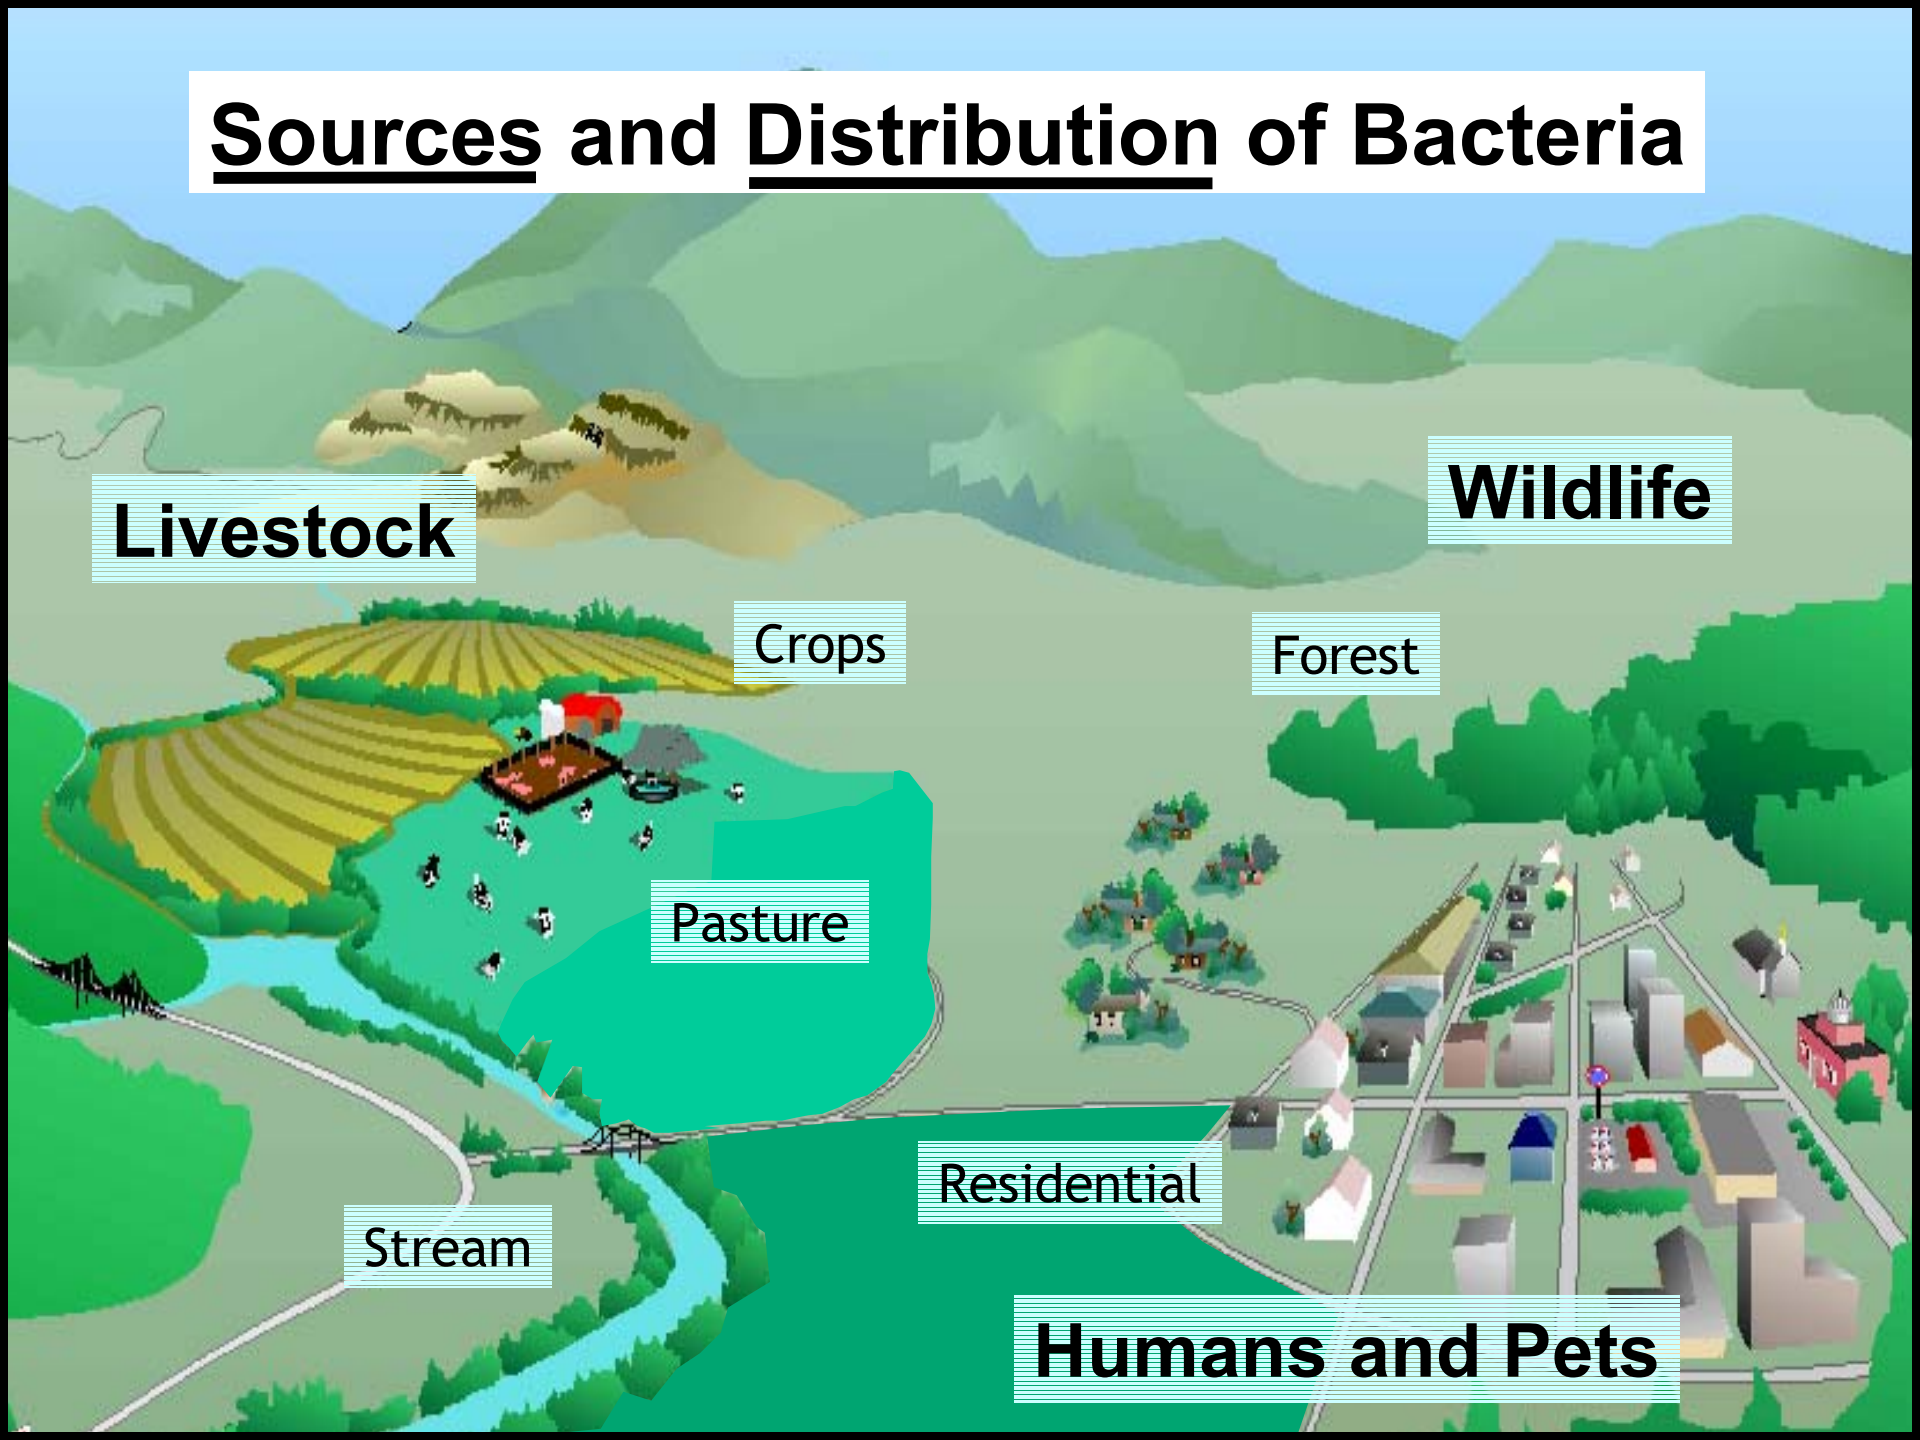 Sources and Distribution of Bacteria
Livestock
Wildlife
Crops
Forest
Pasture
Residential
Stream
Humans and Pets